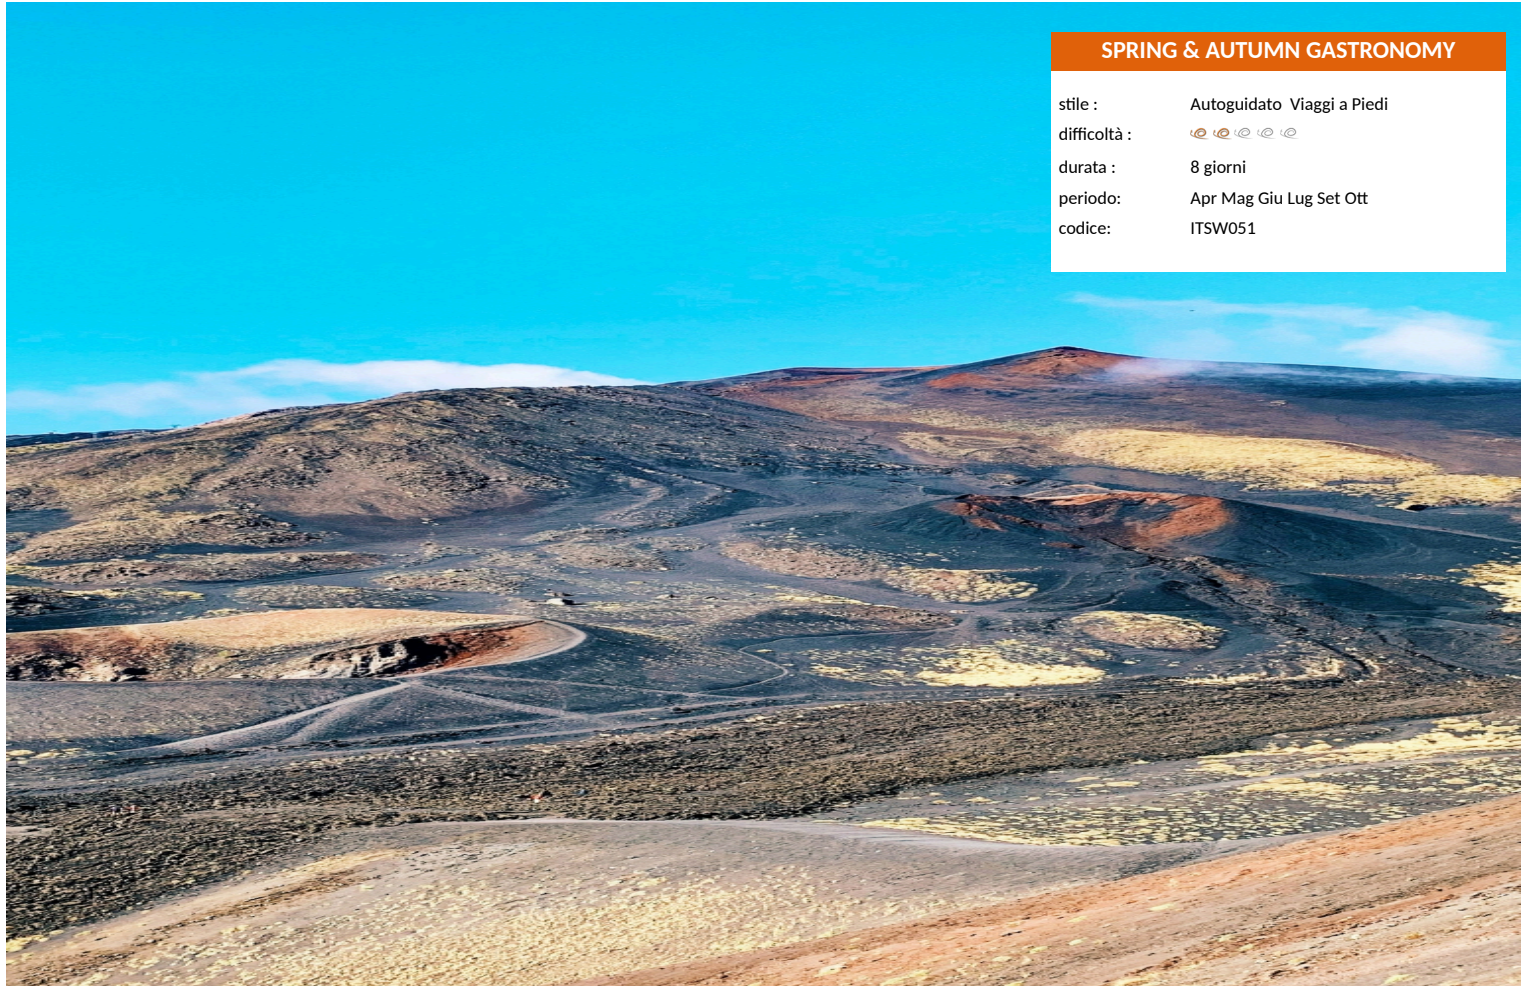 SPRING & AUTUMN GASTRONOMY
stile : Autoguidato Viaggi a Piedi
difficoltà :
durata : 8 giorni
periodo: Apr Mag Giu Lug Set Ott
codice: ITSW051